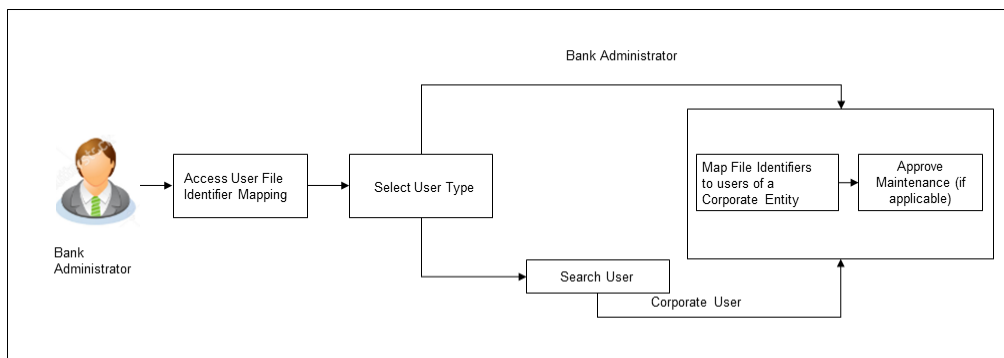 Bank Administrator
Access User File
Identifier Mapping
Select User Type
Map File Identifiers
to users of a
Corporate Entity
Approve
Maintenance (if
applicable)
Bank
Administrator
Search User
Corporate User